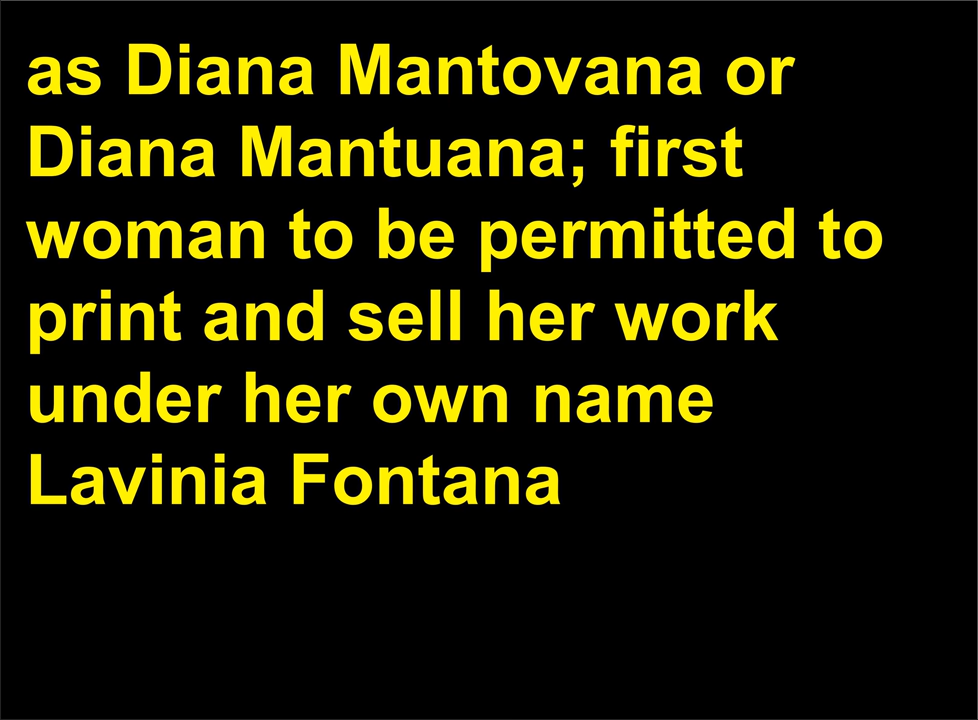 as Diana Mantovana or
Diana Mantuana; first
woman to be permitted to
print and sell her work
under her own name
Lavinia Fontana